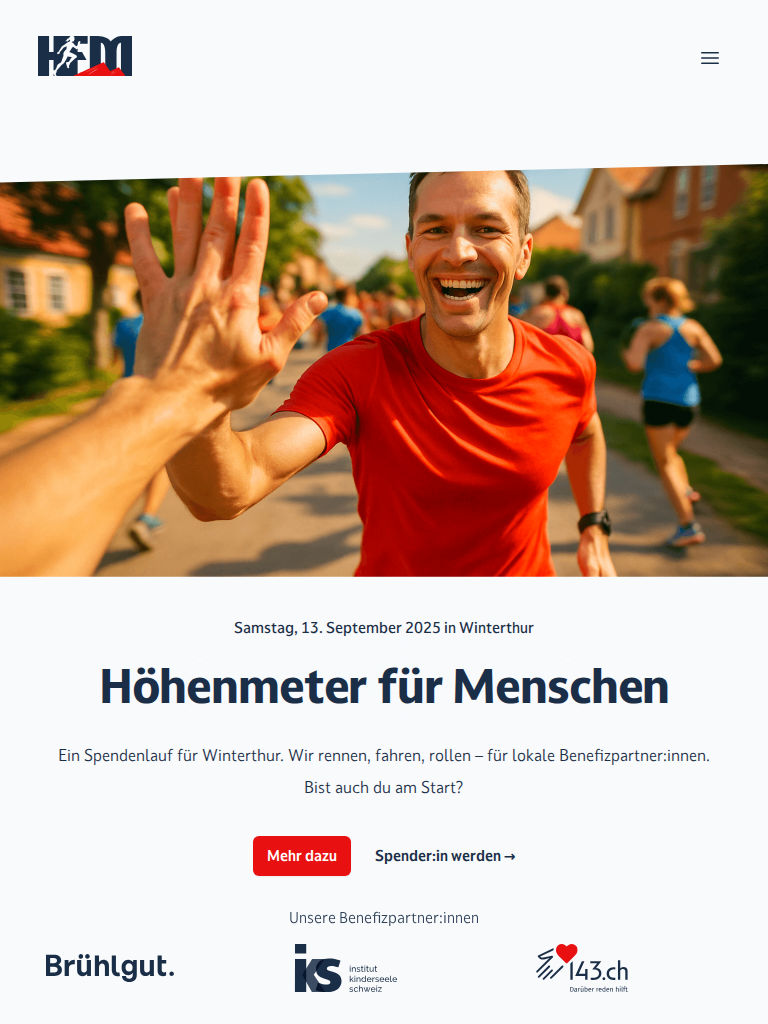 HFM
Samstag, 13. September 2025 in Winterthur
Höhenmeter für Menschen
Ein Spendenlauf für Winterthur. Wir rennen, fahren, rollen – für lokale Benefizpartner:innen.
Bist auch du am Start?
Mehr dazu
Spender:in werden →
Unsere Benefizpartner:innen
Brühlgut.
iks institut
kinderseele
schweiz
143.ch
Darüber reden hilft